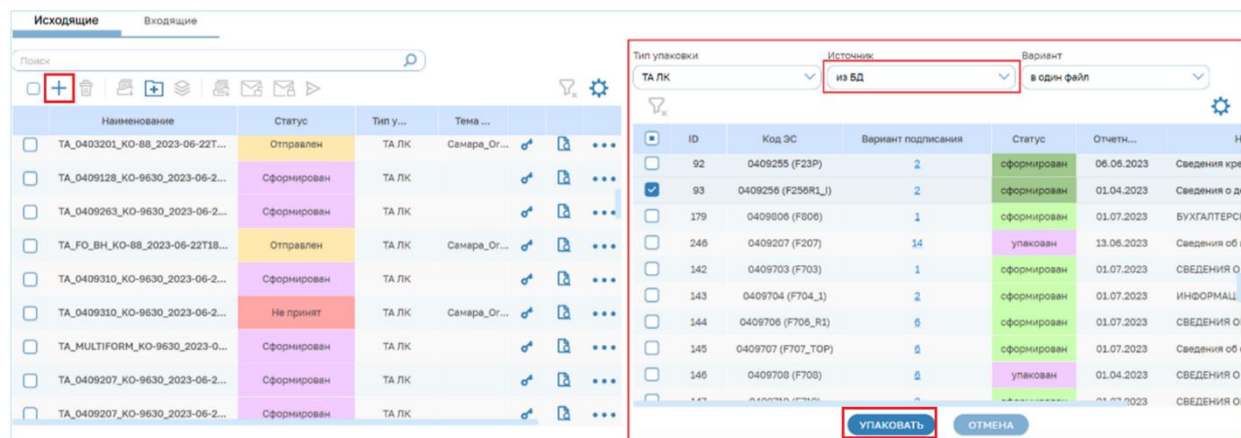 Исходящие Входящие
Поиск
Наименование Статус Тип у... Тема ...
TA_0403201_KO-88_2023-06-22T... Отправлен ТА ЛК Самара_Ог...
TA_0409128_KO-9630_2023-06-2... Сформирован ТА ЛК
TA_0409263_KO-9630_2023-06-2... Сформирован ТА ЛК
TA_FO_BH_KO-88_2023-06-22T18... Отправлен ТА ЛК Самара_Ог...
TA_0409310_KO-9630_2023-06-2... Сформирован ТА ЛК
TA_0409310_KO-9630_2023-06-2... Не принят ТА ЛК Самара_Ог...
TA_MULTIFORM_KO-9630_2023-0... Сформирован ТА ЛК
TA_0409207_KO-9630_2023-06-2... Сформирован ТА ЛК
TA_0409207_KO-9630_2023-06-2... Сформирован ТА ЛК
Тип упаковки Источник Вариант
ТА ЛК из БД в один файл
ID Код ЭС Вариант подписания Статус Отчетн... Н
92 0409255 (F23P) 2 сформирован 06.06.2023 Сведения кре
93 0409256 (F256R1_I) 2 сформирован 01.04.2023 Сведения о д
179 0409806 (F806) 1 сформирован 01.07.2023 БУХГАЛТЕРС
246 0409207 (F207) 14 упакован 13.06.2023 Сведения об
142 0409703 (F703) 1 сформирован 01.07.2023 СВЕДЕНИЯ О
143 0409704 (F704_1) 2 сформирован 01.07.2023 ИНФОРМАЦ
144 0409706 (F706_R1) 6 сформирован 01.07.2023 СВЕДЕНИЯ О
145 0409707 (F707_TOP) 6 сформирован 01.07.2023 Сведения об
146 0409708 (F708) 6 упакован 01.04.2023 СВЕДЕНИЯ О
01.07.2023 СВЕДЕНИЯ О
УПАКОВАТЬ ОТМЕНА